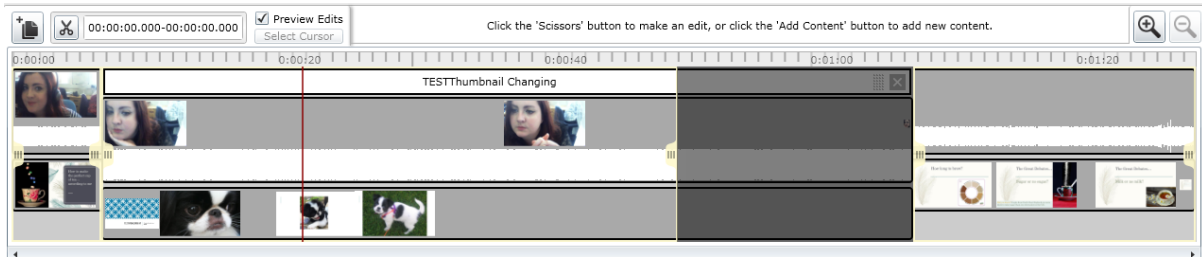 00:00:00.000-00:00:00.000
Preview Edits
Select Cursor
Click the 'Scissors' button to make an edit, or click the 'Add Content' button to add new content.
0:00:00
0:00:20
0:00:40
0:01:00
0:01:20
TESTThumbnail Changing